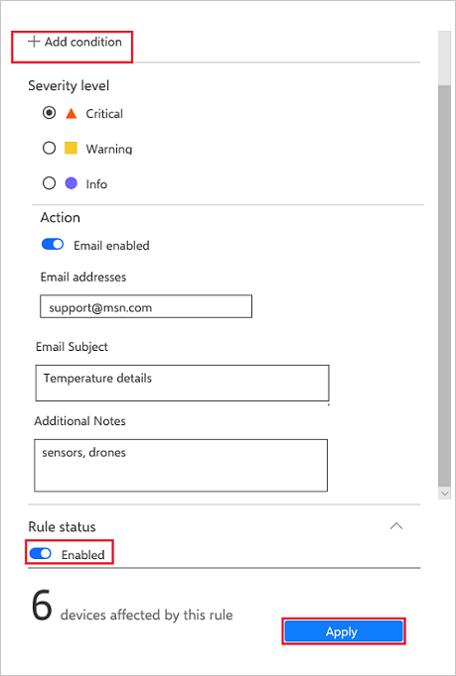 + Add condition
Severity level
Critical
Warning
Info
Action
Email enabled
Email addresses
support@msn.com
Email Subject
Temperature details
Additional Notes
sensors, drones
Rule status
Enabled
6 devices affected by this rule
Apply